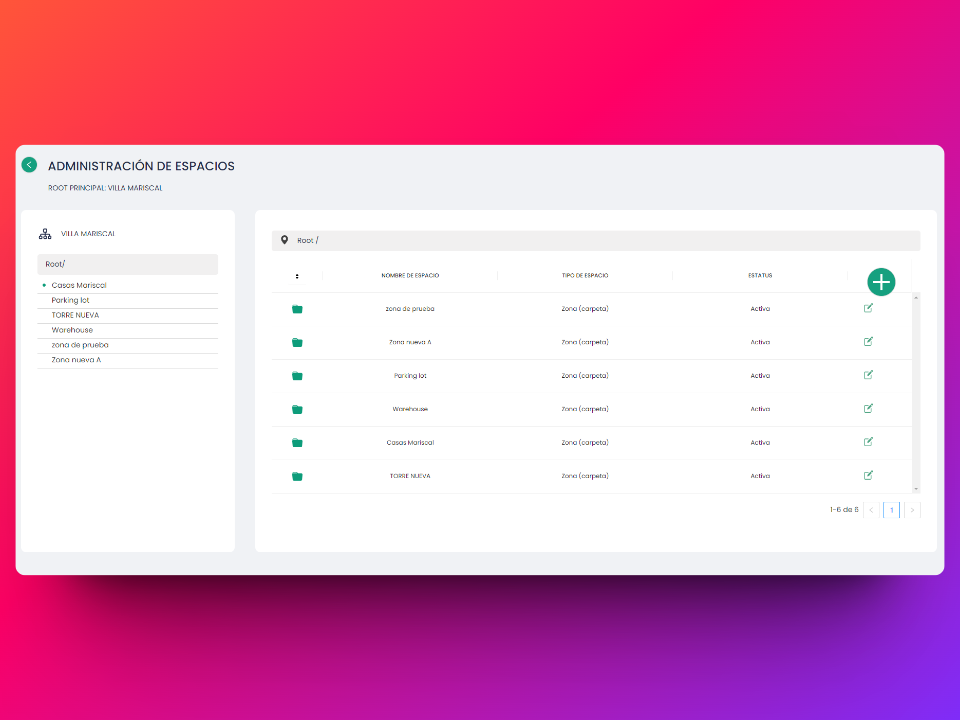 ADMINISTRACIÓN DE ESPACIOS
ROOT PRINCIPAL: VILLA MARISCAL
VILLA MARISCAL
Root/
Casas Mariscal
Parking lot
TORRE NUEVA
Warehouse
zona de prueba
Zona nueva A
Root /
NOMBRE DE ESPACIO TIPO DE ESPACIO ESTATUS
zona de prueba Zona (carpeta) Activa
Zona nueva A Zona (carpeta) Activa
Parking lot Zona (carpeta) Activa
Warehouse Zona (carpeta) Activa
Casas Mariscal Zona (carpeta) Activa
TORRE NUEVA Zona (carpeta) Activa
1-6 de 6 < 1 >